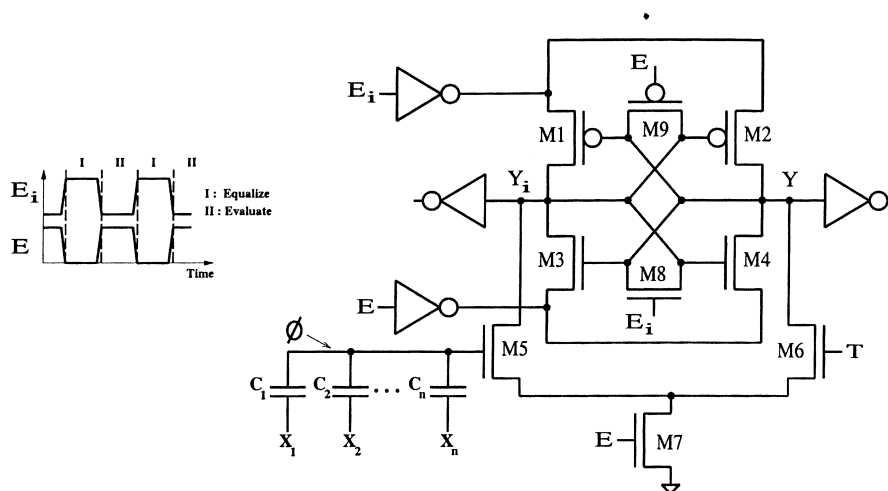 I II I II
E_i
E
Time
I : Equalize
II : Evaluate
E_i
E
M1
M9
M2
Y_i
Y
M3
M8
M4
E
E_i
φ
M5
M6
T
C_1 C_2 ... C_n
X_1 X_2 X_n
E
M7